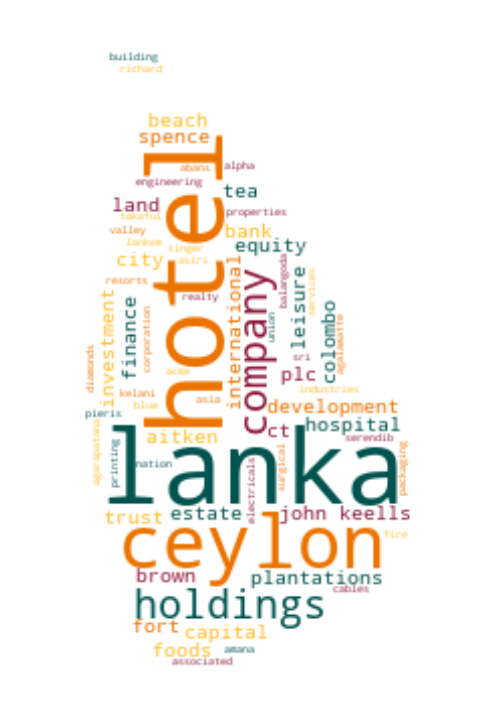 building
richard
beach
spence
hotel
abans
alpha
engineering
tea
land
takaful
properties
valley
bank
lankem
singer
equity
city
asiri
international
company
balangoda
leisure
services
resorts
investment
finance
realty
corporation
union
colombo
agalawatte
sri
diamonds
acme
plc
kelani
blue
asia
industries
development
pieris
ct
hospital
agarapatana
aitken
serendib
lanka
printing
nation
electricals
surgical
packaging
trust
estate
john keells
ceylon
fire
brown
plantations
cables
holdings
fort
capital
foods
amana
associated